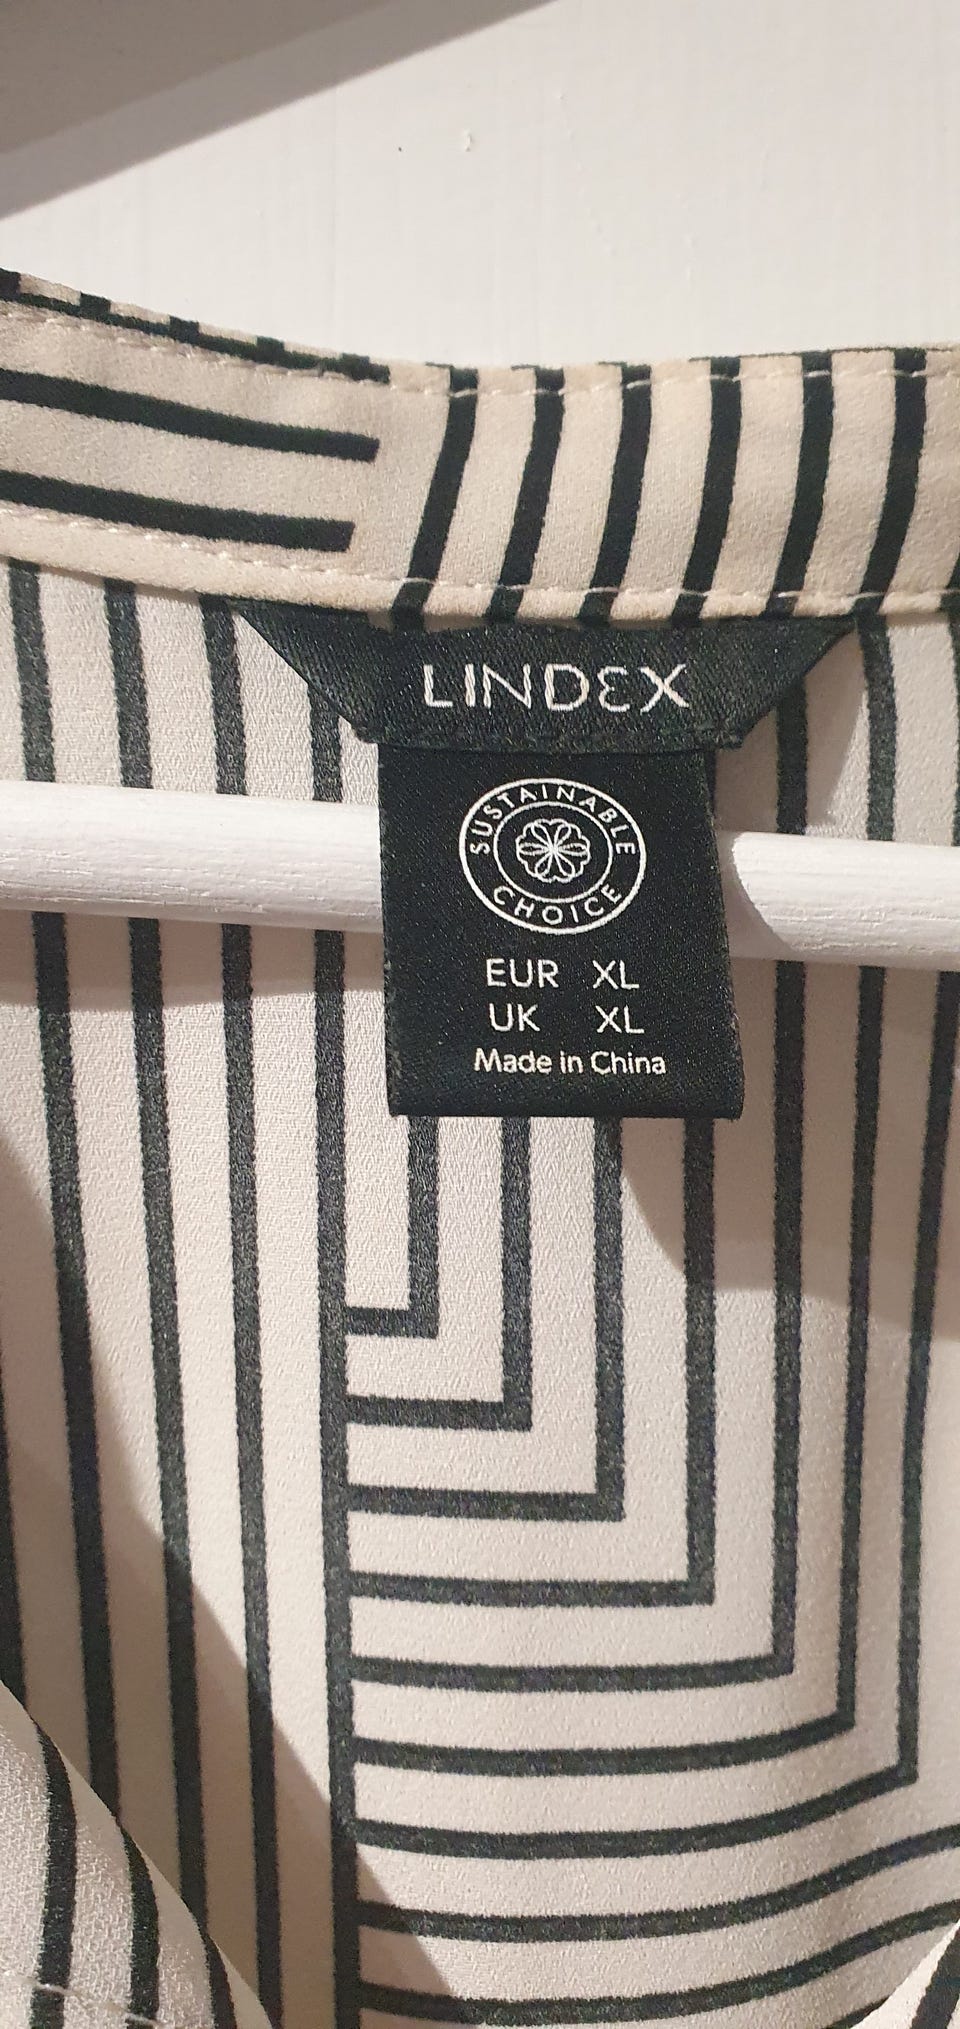 LINDEX
SUSTAINABLE
CHOICE
EUR XL
UK XL
Made in China